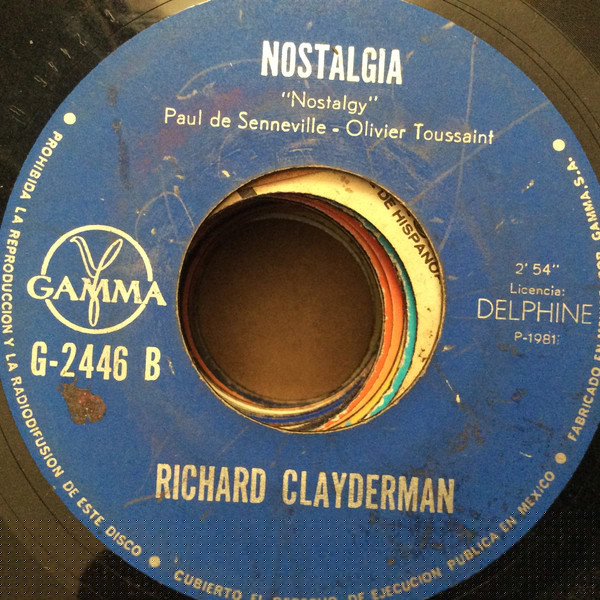 NOSTALGIA
"Nostalgy"
Paul de Senneville - Olivier Toussaint
GAMMA
G-2446 B
2' 54"
Licencia:
DELPHINE
P-1981
RICHARD CLAYDERMAN
PROHIBIDA LA REPRODUCCION Y LA RADIODIFUSION DE ESTE DISCO
CUBIERTO EL DERECHO DE EJECUCION PUBLICA EN MEXICO
FABRICADO EN POR GAMMA, S.A.
DE HISPANO